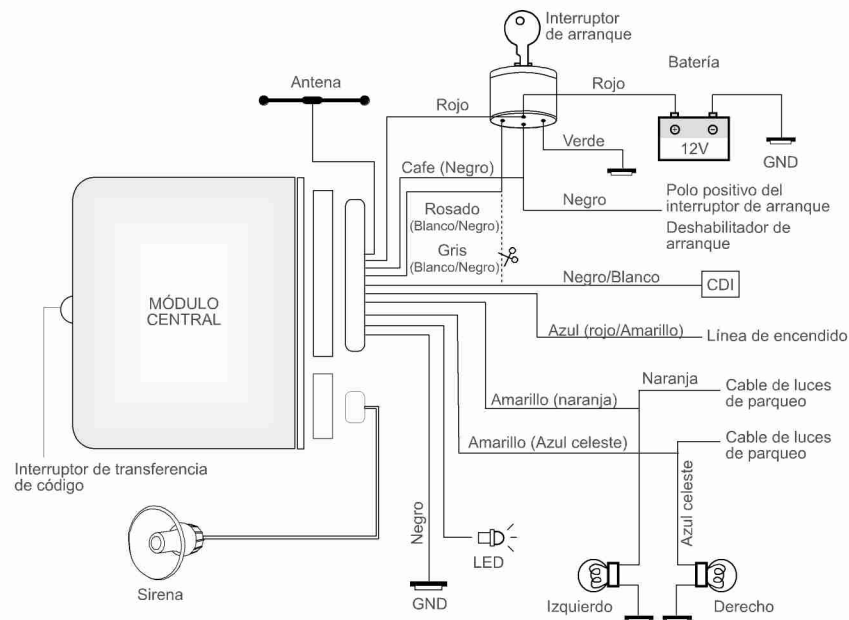 Interruptor
de arranque
Batería
Antena
Rojo
Rojo
12V
Verde
GND
Cafe (Negro)
Negro
Polo positivo del
interruptor de arranque
Deshabilitador de
arranque
Rosado
(Blanco/Negro)
Gris
(Blanco/Negro)
Negro/Blanco
CDI
MÓDULO
CENTRAL
Azul (rojo/Amarillo)
Línea de encendido
Naranja
Cable de luces
de parqueo
Amarillo (naranja)
Amarillo (Azul celeste)
Cable de luces
de parqueo
Interruptor de transferencia
de código
Azul celeste
Negro
LED
Sirena
GND
Izquierdo
Derecho